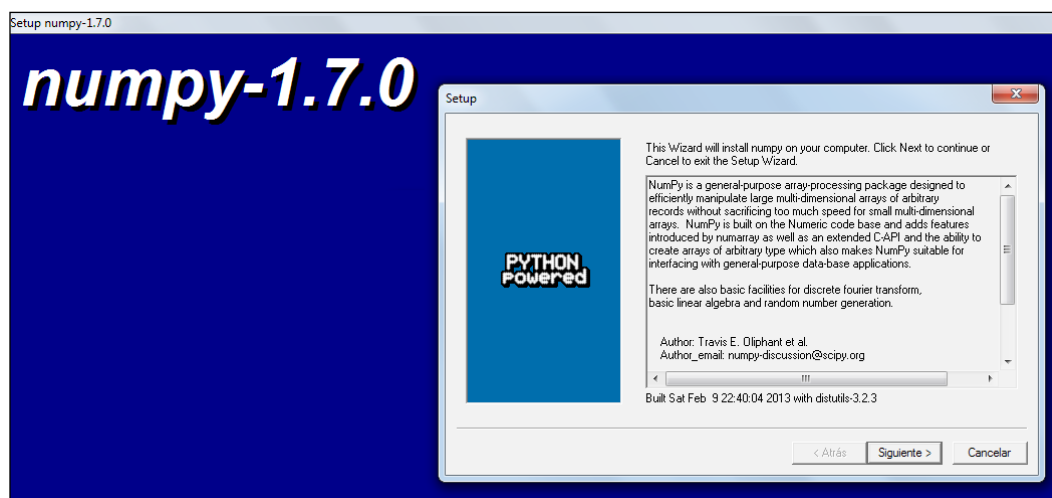 Setup numpy-1.7.0
numpy-1.7.0
Setup
This Wizard will install numpy on your computer. Click Next to continue or
Cancel to exit the Setup Wizard.
NumPy is a general-purpose array-processing package designed to
efficiently manipulate large multi-dimensional arrays of arbitrary
records without sacrificing too much speed for small multi-dimensional
arrays.  NumPy is built on the Numeric code base and adds features
introduced by numarray as well as an extended C-API and the ability to
create arrays of arbitrary type which also makes NumPy suitable for
interfacing with general-purpose data-base applications.
There are also basic facilities for discrete fourier transform,
basic linear algebra and random number generation.
Author: Travis E. Oliphant et al.
Author_email: numpy-discussion@scipy.org
PYTHON
Powered
Built Sat Feb  9 22:40:04 2013 with distutils-3.2.3
< Atrás
Siguiente >
Cancelar